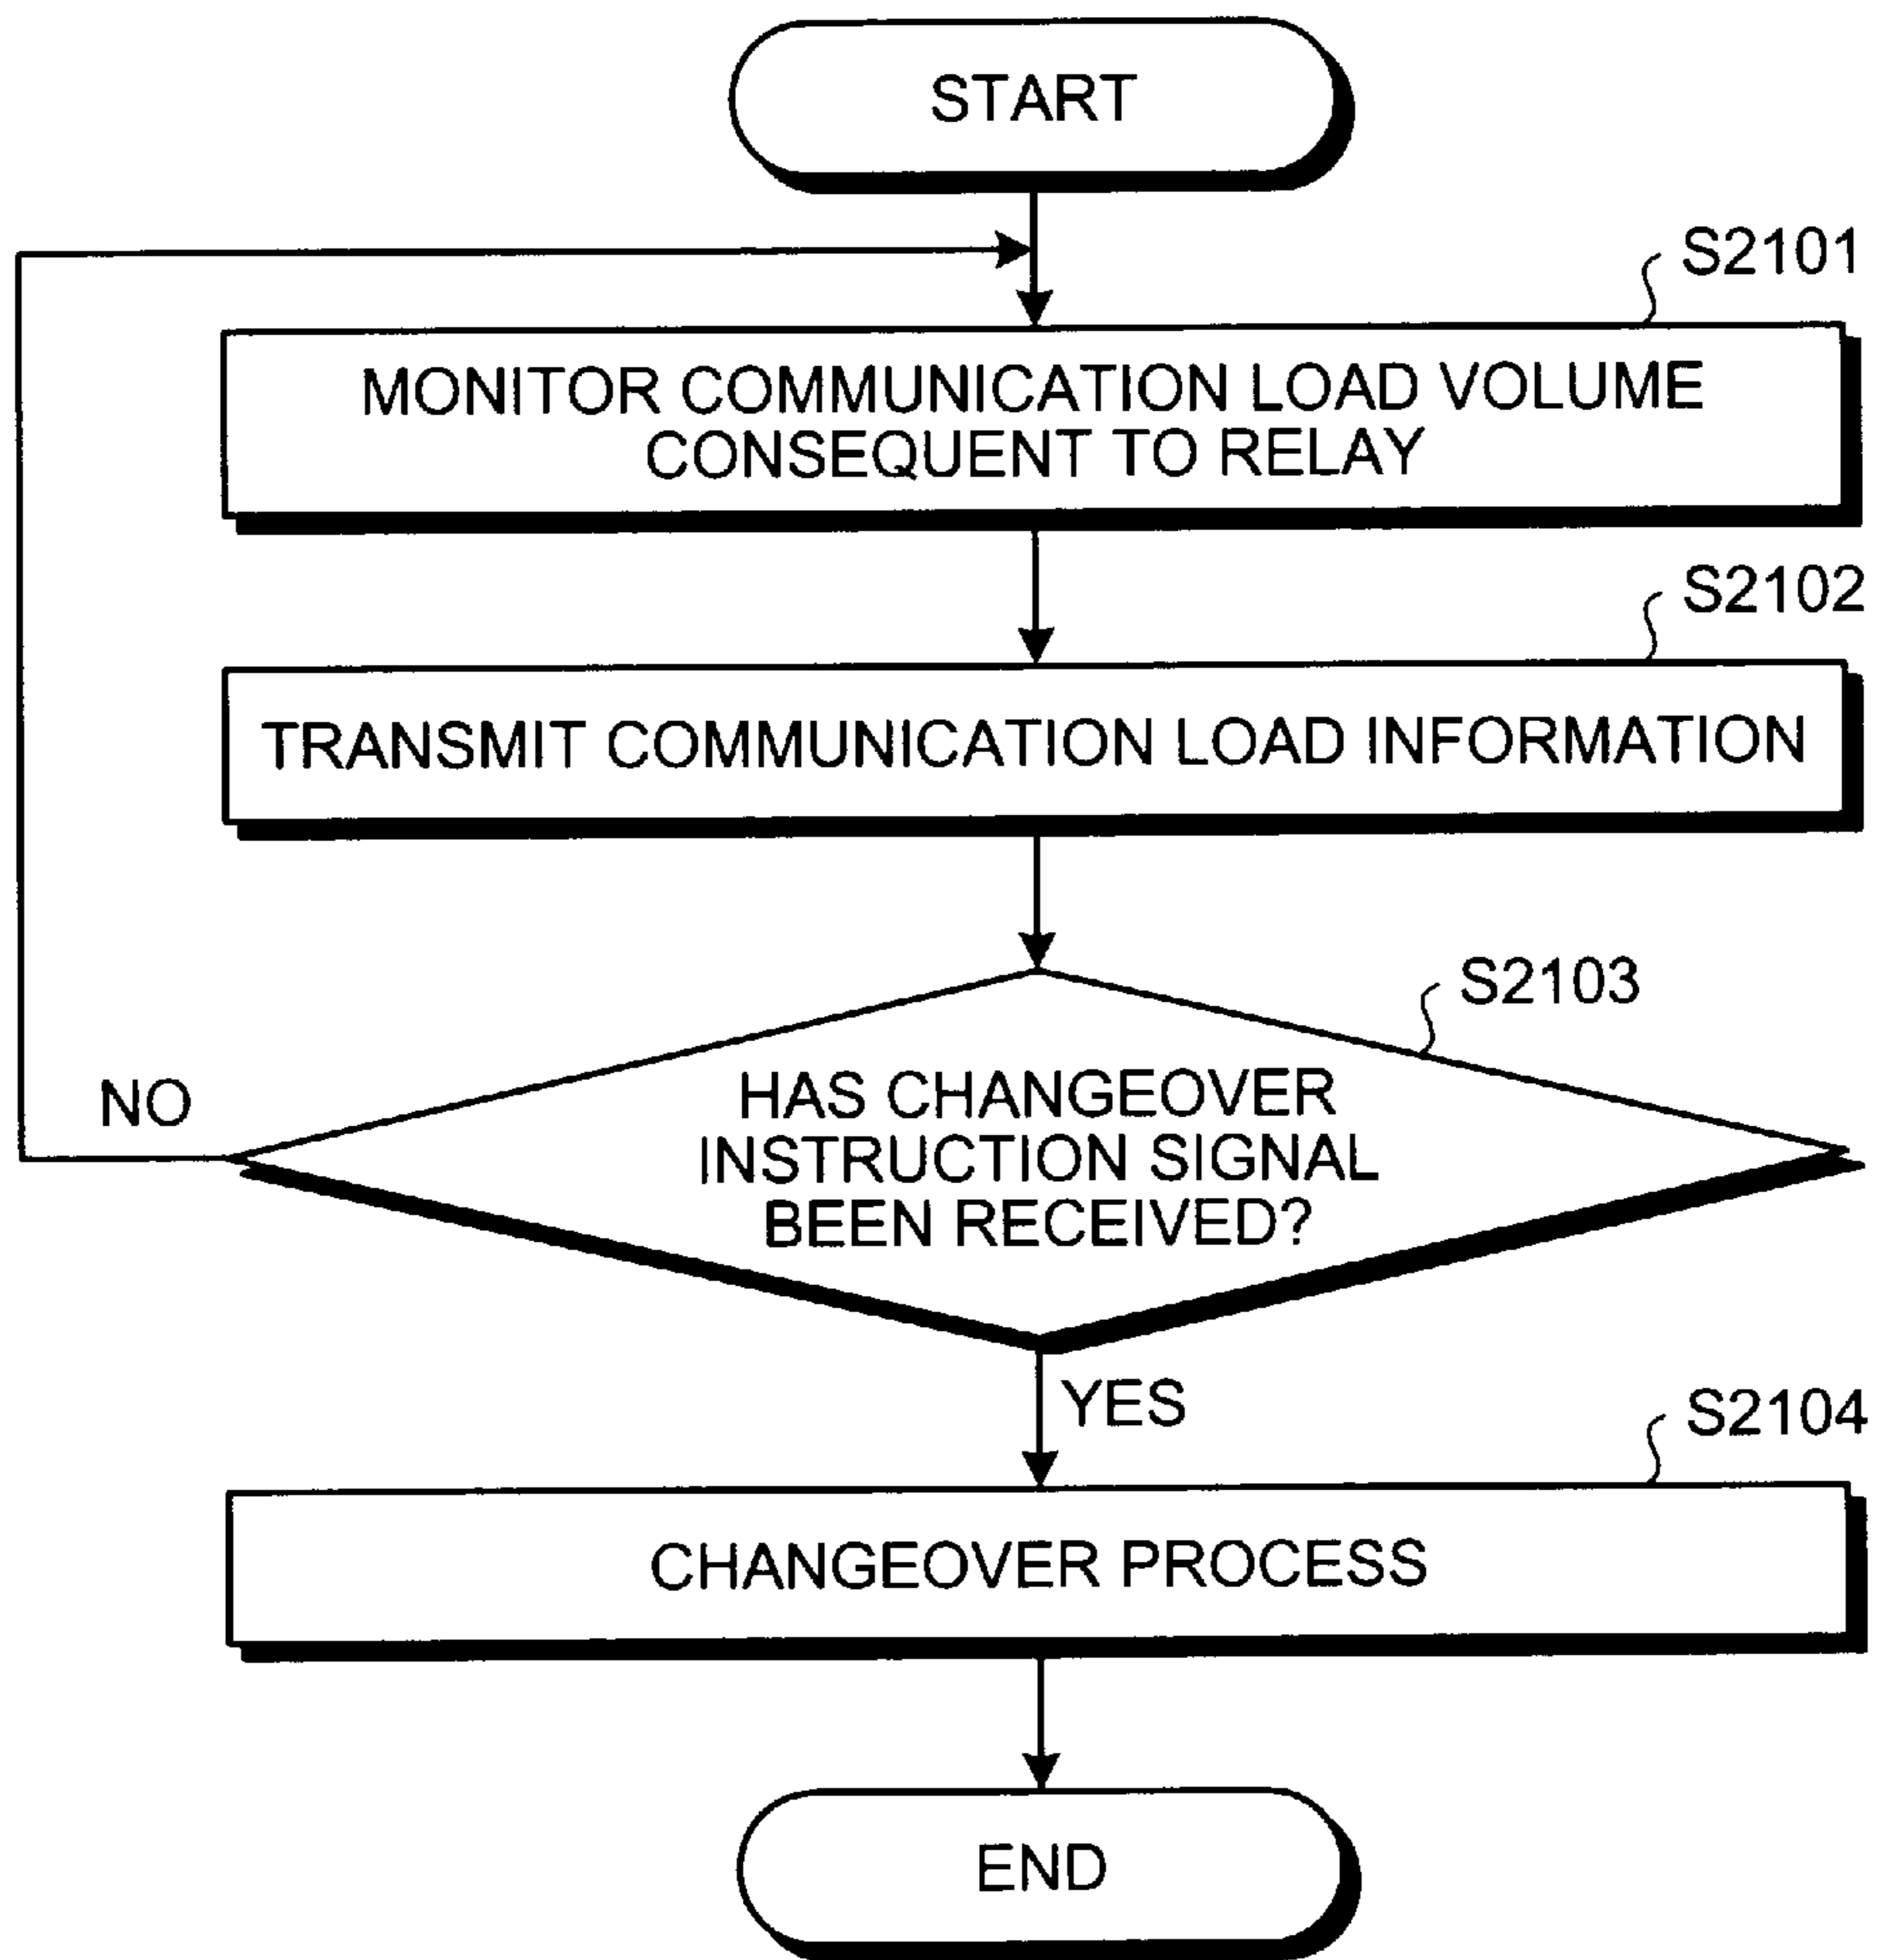 START
S2101
MONITOR COMMUNICATION LOAD VOLUME
CONSEQUENT TO RELAY
S2102
TRANSMIT COMMUNICATION LOAD INFORMATION
S2103
HAS CHANGEOVER
INSTRUCTION SIGNAL
BEEN RECEIVED?
NO
YES
S2104
CHANGEOVER PROCESS
END